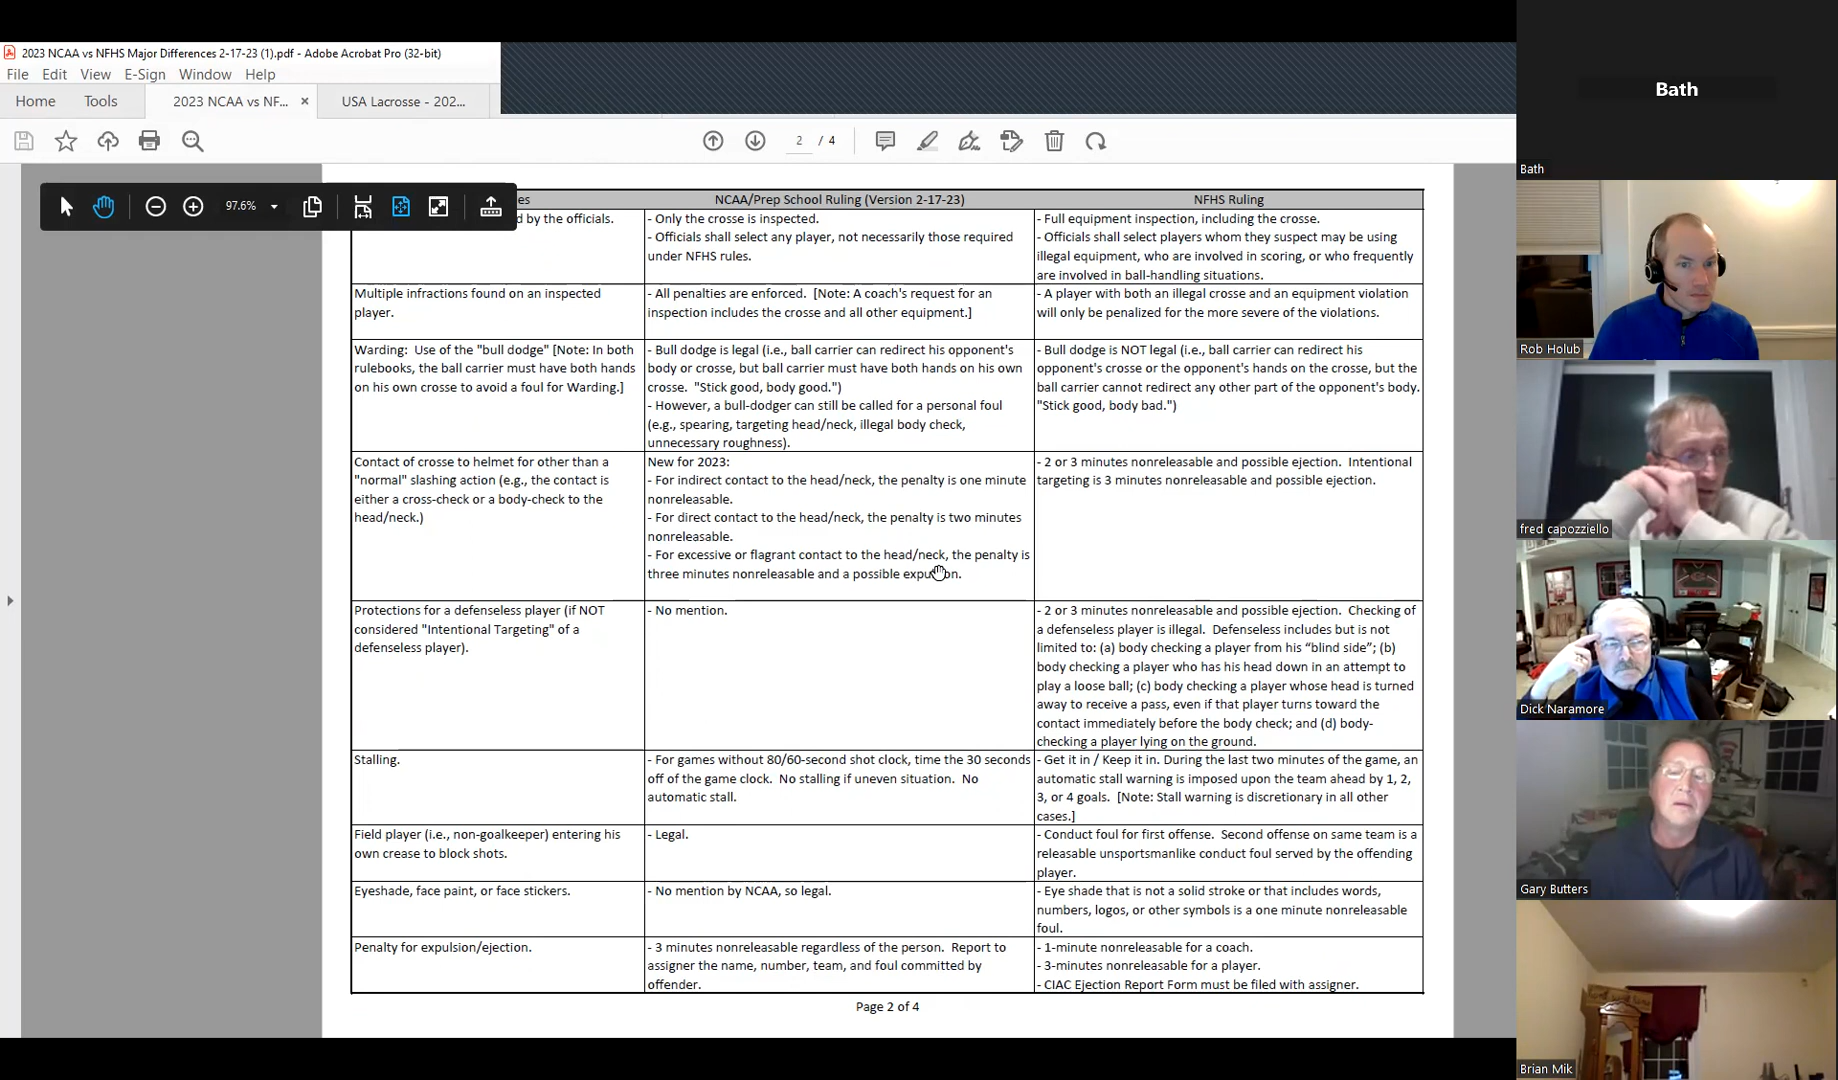 Bath
2023 NCAA vs NFHS Major Differences 2-17-23 (1).pdf - Adobe Acrobat Pro (32-bit)
File Edit View E-Sign Window Help
Home Tools 2023 NCAA vs NF... × USA Lacrosse - 202...
2 / 4
Bath
97.6%
es NCAA/Prep School Ruling (Version 2-17-23) NFHS Ruling
d by the officials.
- Only the crosse is inspected.
- Officials shall select any player, not necessarily those required
under NFHS rules.
- Full equipment inspection, including the crosse.
- Officials shall select players whom they suspect may be using
illegal equipment, who are involved in scoring, or who frequently
are involved in ball-handling situations.
Multiple infractions found on an inspected
player.
- All penalties are enforced. [Note: A coach's request for an
inspection includes the crosse and all other equipment.]
- A player with both an illegal crosse and an equipment violation
will only be penalized for the more severe of the violations.
Warding: Use of the "bull dodge" [Note: In both
rulebooks, the ball carrier must have both hands
on his own crosse to avoid a foul for Warding.]
- Bull dodge is legal (i.e., ball carrier can redirect his opponent's
body or crosse, but ball carrier must have both hands on his own
crosse. "Stick good, body good.")
- However, a bull-dodger can still be called for a personal foul
(e.g., spearing, targeting head/neck, illegal body check,
unnecessary roughness).
- Bull dodge is NOT legal (i.e., ball carrier can redirect his
opponent's crosse or the opponent's hands on the crosse, but the
ball carrier cannot redirect any other part of the opponent's body.
"Stick good, body bad.")
Contact of crosse to helmet for other than a
"normal" slashing action (e.g., the contact is
either a cross-check or a body-check to the
head/neck.)
New for 2023:
- For indirect contact to the head/neck, the penalty is one minute
nonreleasable.
- For direct contact to the head/neck, the penalty is two minutes
nonreleasable.
- For excessive or flagrant contact to the head/neck, the penalty is
three minutes nonreleasable and a possible expulsion.
- 2 or 3 minutes nonreleasable and possible ejection. Intentional
targeting is 3 minutes nonreleasable and possible ejection.
Protections for a defenseless player (if NOT
considered "Intentional Targeting" of a
defenseless player).
- No mention.
- 2 or 3 minutes nonreleasable and possible ejection. Checking of
a defenseless player is illegal. Defenseless includes but is not
limited to: (a) body checking a player from his “blind side”; (b)
body checking a player who has his head down in an attempt to
play a loose ball; (c) body checking a player whose head is turned
away to receive a pass, even if that player turns toward the
contact immediately before the body check; and (d) body-
checking a player lying on the ground.
Stalling.
- For games without 80/60-second shot clock, time the 30 seconds
off of the game clock. No stalling if uneven situation. No
automatic stall.
- Get it in / Keep it in. During the last two minutes of the game, an
automatic stall warning is imposed upon the team ahead by 1, 2,
3, or 4 goals. [Note: Stall warning is discretionary in all other
cases.]
Field player (i.e., non-goalkeeper) entering his
own crease to block shots.
- Legal.
- Conduct foul for first offense. Second offense on same team is a
releasable unsportsmanlike conduct foul served by the offending
player.
Eyeshade, face paint, or face stickers.
- No mention by NCAA, so legal.
- Eye shade that is not a solid stroke or that includes words,
numbers, logos, or other symbols is a one minute nonreleasable
foul.
Penalty for expulsion/ejection.
- 3 minutes nonreleasable regardless of the person. Report to
assigner the name, number, team, and foul committed by
offender.
- 1-minute nonreleasable for a coach.
- 3-minutes nonreleasable for a player.
- CIAC Ejection Report Form must be filed with assigner.
Page 2 of 4
Rob Holub
fred capozziello
Dick Naramore
Gary Butters
Brian Mik